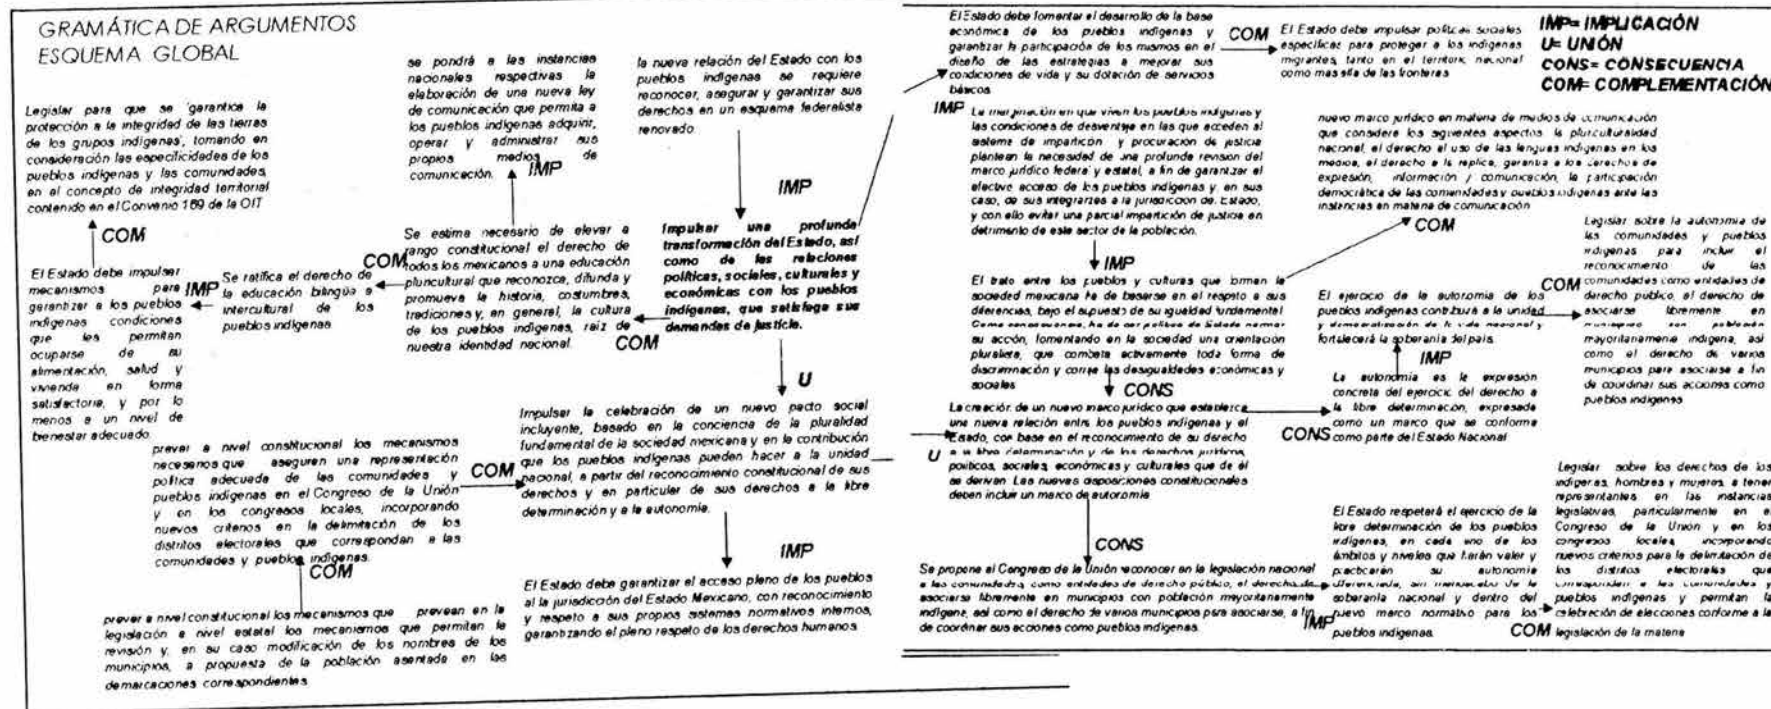 GRAMÁTICA DE ARGUMENTOS
ESQUEMA GLOBAL
Legislar para que se 'garantice la
protección a la integridad de las tierras
de los grupos indígenas', tomando en
consideración las especificidades de los
pueblos indígenas y las comunidades,
en el concepto de integridad territorial
contenido en el Convenio 169 de la OIT
COM
El Estado debe impulsar
mecanismos para
garantizar a los pueblos
indígenas condiciones
que les permitan
ocuparse de su
alimentación, salud y
vivienda en forma
satisfactoria, y por lo
menos a un nivel de
bienestar adecuado.
IMP
Se ratifica el derecho de
la educación bilingüe a
intercultural de los
pueblos indígenas
COM
se pondrá a las instancias
nacionales respectivas la
elaboración de una nueva ley
de comunicación que permita a
los pueblos indígenas adquirir,
operar y administrar sus
propios medios de
comunicación.
IMP
Se estima necesario de elevar a
rango constitucional el derecho de
todos los mexicanos a una educación
pluricultural que reconozca, difunda y
promueva la historia, costumbres,
tradiciones y, en general, la cultura
de los pueblos indígenas, raíz de
nuestra identidad nacional.
COM
la nueva relación del Estado con los
pueblos indígenas se requiere
reconocer, asegurar y garantizar sus
derechos en un esquema federalista
renovado.
IMP
Impulsar una profunda
transformación del Estado, así
como de las relaciones
políticas, sociales, culturales y
económicas con los pueblos
indígenas, que satisfaga sus
demandas de justicia.
U
Impulsar la celebración de un nuevo pacto social
incluyente, basado en la conciencia de la pluralidad
fundamental de la sociedad mexicana y en la contribución
que los pueblos indígenas pueden hacer a la unidad
nacional, a partir del reconocimiento constitucional de sus
derechos y en particular de sus derechos a la libre
determinación y a la autonomía.
IMP
El Estado debe garantizar el acceso pleno de los pueblos
al la jurisdicción del Estado Mexicano, con reconocimiento
y respeto a sus propios sistemas normativos internos,
garantizando el pleno respeto de los derechos humanos.
prever a nivel constitucional los mecanismos
necesarios que aseguren una representación
política adecuada de las comunidades y
pueblos indígenas en el Congreso de la Unión
y en los congresos locales, incorporando
nuevos criterios en la delimitación de los
distritos electorales que correspondan a las
comunidades y pueblos indígenas.
COM
COM
prever a nivel constitucional los mecanismos que prevean en la
legislación a nivel estatal los mecanismos que permitan la
revisión y, en su caso modificación de los nombres de los
municipios, a propuesta de la población asentada en las
demarcaciones correspondientes
El Estado debe fomentar el desarrollo de la base
económica de los pueblos indígenas y
garantizar la participación de los mismos en el
diseño de las estrategias a mejorar sus
condiciones de vida y su dotación de servicios
básicos
COM
El Estado debe impulsar políticas sociales
específicas para proteger a los indígenas
migrantes, tanto en el territorio nacional
como mas alla de las fronteras
IMP= IMPLICACIÓN
U= UNIÓN
CONS= CONSECUENCIA
COM= COMPLEMENTACIÓN
IMP
La marginación en que viven los pueblos indígenas y
las condiciones de desventaja en las que acceden al
sistema de impartición y procuración de justicia
plantean la necesidad de una profunda revision del
marco jurídico federal y estatal, a fin de garantizar el
efectivo acceso de los pueblos indígenas y, en su
caso, de sus integrantes a la jurisdiccion del Estado,
y con ello evitar una parcial impartición de justicia en
detrimento de este sector de la población.
IMP
El trato entre los pueblos y culturas que forman la
sociedad mexicana ha de basarse en el respeto a sus
diferencias, bajo el supuesto de su igualdad fundamental
Como consecuencia, ha de ser política de Estado normar
su acción, fomentando en la sociedad una orientación
pluralista, que combata activamente toda forma de
discriminación y corrija las desigualdades económicas y
sociales
CONS
COM
nuevo marco jurídico en materia de medios de comunicación
que considere los siguientes aspectos la pluriculturalidad
nacional, el derecho al uso de las lenguas indígenas en los
medios, el derecho a la replica, garantia a los derechos de
expresión, información y comunicación, la participación
democrática de las comunidades y pueblos indígenas ante las
instancias en materia de comunicación
La creación de un nuevo marco jurídico que establezca
una nueva relación entre los pueblos indígenas y el
Estado, con base en el reconocimiento de su derecho
a la libre determinación y de los derechos jurídicos,
políticos, sociales, económicos y culturales que de él
se derivan. Las nuevas disposiciones constitucionales
deben incluir un marco de autonomía
U
CONS
CONS
La autonomía es la expresión
concreta del ejercicio del derecho a
la libre determinación, expresada
como un marco que se conforma
como parte del Estado Nacional
IMP
El ejercicio de la autonomía de los
pueblos indígenas contribuirá a la unidad
y democratización de la vida nacional y
fortalecerá la soberanía del país.
COM
Legislar sobre la autonomía de
las comunidades y pueblos
indígenas para incluir el
reconocimiento de las
comunidades como entidades de
derecho público, el derecho de
asociarse libremente en
municipios con población
mayoritariamente indígena, así
como el derecho de varios
municipios para asociarse a fin
de coordinar sus acciones como
pueblos indígenas
Se propone al Congreso de la Unión reconocer en la legislación nacional
a las comunidades como entidades de derecho público, el derecho de
asociarse libremente en municipios con población mayoritariamente
indígena, así como el derecho de varios municipios para asociarse, a fin
de coordinar sus acciones como pueblos indígenas.
IMP
El Estado respetará el ejercicio de la
libre determinación de los pueblos
indígenas, en cada uno de los
ámbitos y niveles que harán valer y
practicarán su autonomía
diferenciada, sin menoscabo de la
soberanía nacional y dentro del
nuevo marco normativo para los
pueblos indígenas.
COM
Legislar sobre los derechos de los
indígenas, hombres y mujeres, a tener
representantes en las instancias
legislativas, particularmente en el
Congreso de la Unión y en los
congresos locales, incorporando
nuevos criterios para la delimitación de
los distritos electorales que
correspondan a las comunidades y
pueblos indígenas y permitan la
celebración de elecciones conforme a la
legislación de la materia